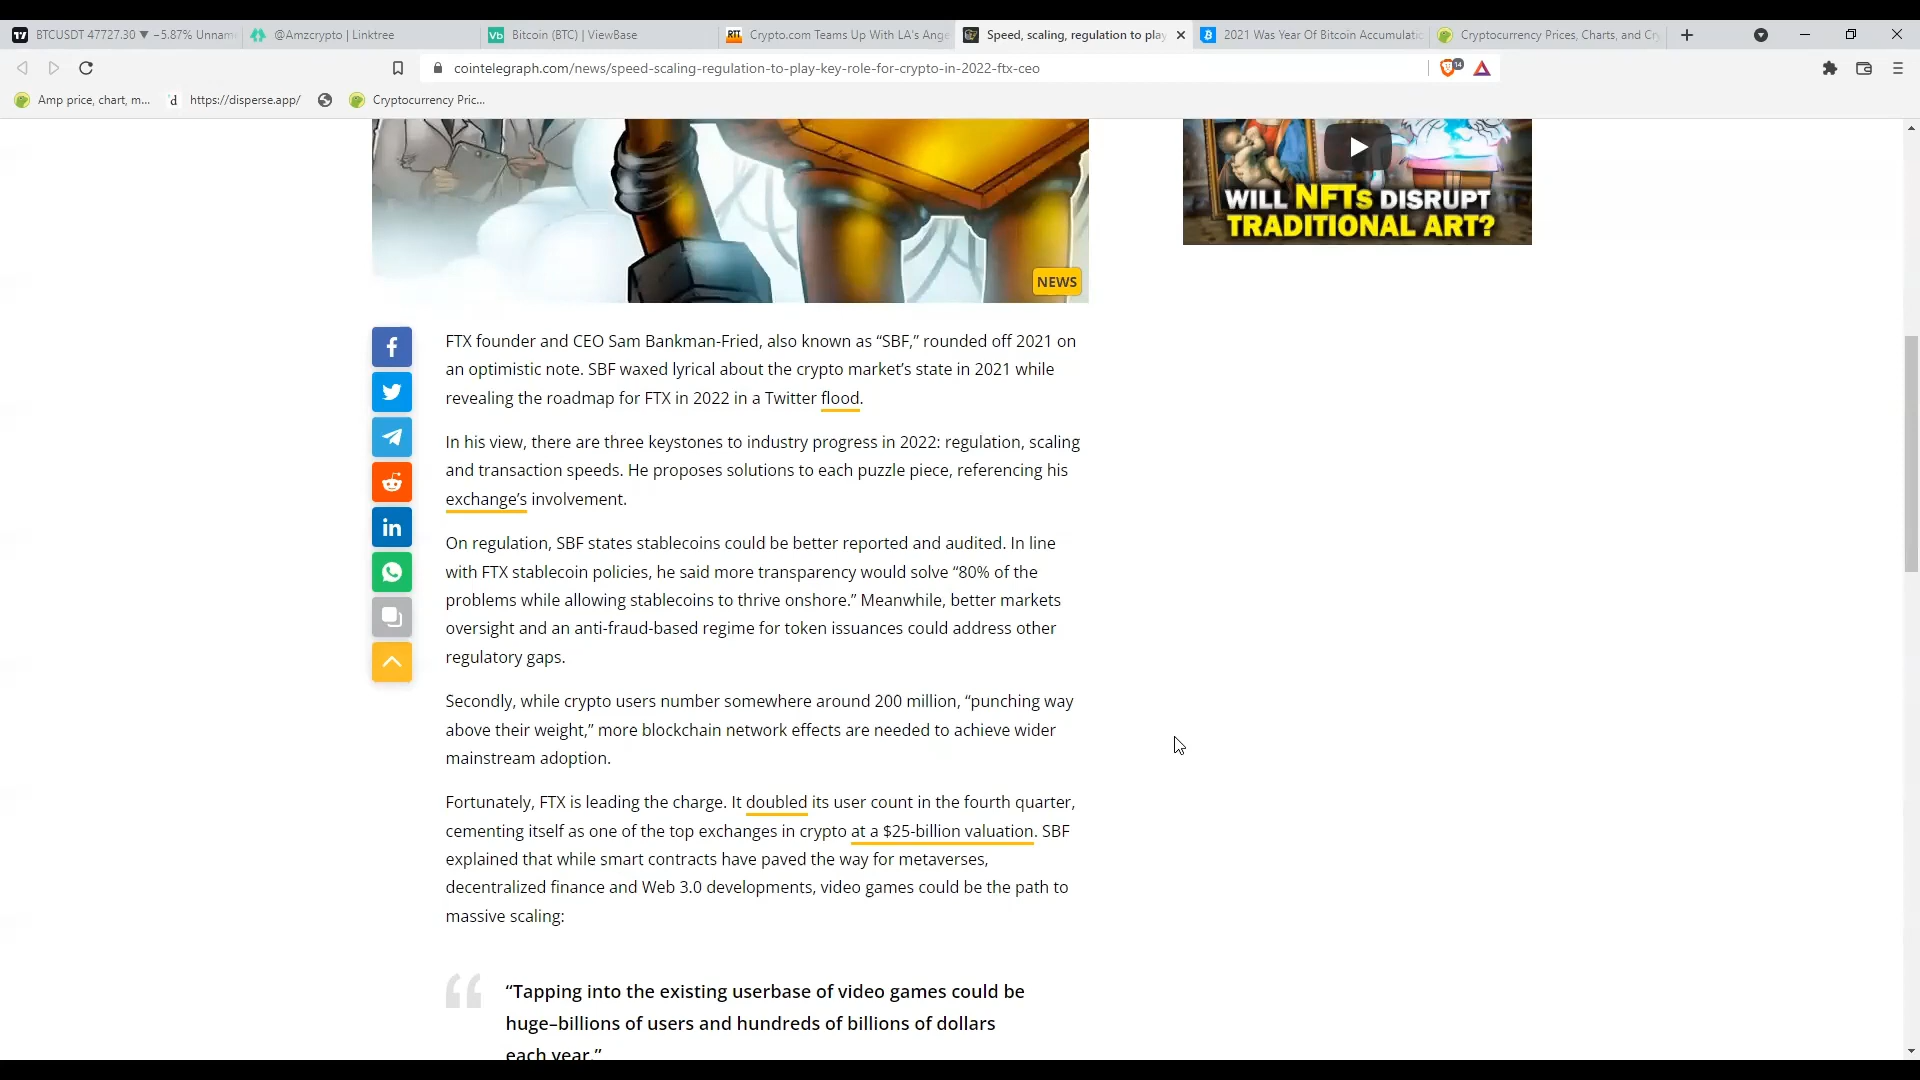 BTCUSDT 47727.30 ▼ −5.87% Unnam
@Amzcrypto | Linktree
Bitcoin (BTC) | ViewBase
Crypto.com Teams Up With LA's Ange
Speed, scaling, regulation to play
2021 Was Year Of Bitcoin Accumulatic
Cryptocurrency Prices, Charts, and Cry
cointelegraph.com/news/speed-scaling-regulation-to-play-key-role-for-crypto-in-2022-ftx-ceo
14
Amp price, chart, m...
d https://disperse.app/
Cryptocurrency Pric...
WILL NFTs DISRUPT
TRADITIONAL ART?
NEWS
FTX founder and CEO Sam Bankman-Fried, also known as “SBF,” rounded off 2021 on
an optimistic note. SBF waxed lyrical about the crypto market’s state in 2021 while
revealing the roadmap for FTX in 2022 in a Twitter flood.
In his view, there are three keystones to industry progress in 2022: regulation, scaling
and transaction speeds. He proposes solutions to each puzzle piece, referencing his
exchange’s involvement.
On regulation, SBF states stablecoins could be better reported and audited. In line
with FTX stablecoin policies, he said more transparency would solve “80% of the
problems while allowing stablecoins to thrive onshore.” Meanwhile, better markets
oversight and an anti-fraud-based regime for token issuances could address other
regulatory gaps.
Secondly, while crypto users number somewhere around 200 million, “punching way
above their weight,” more blockchain network effects are needed to achieve wider
mainstream adoption.
Fortunately, FTX is leading the charge. It doubled its user count in the fourth quarter,
cementing itself as one of the top exchanges in crypto at a $25-billion valuation. SBF
explained that while smart contracts have paved the way for metaverses,
decentralized finance and Web 3.0 developments, video games could be the path to
massive scaling:
“Tapping into the existing userbase of video games could be
huge–billions of users and hundreds of billions of dollars
each year.”